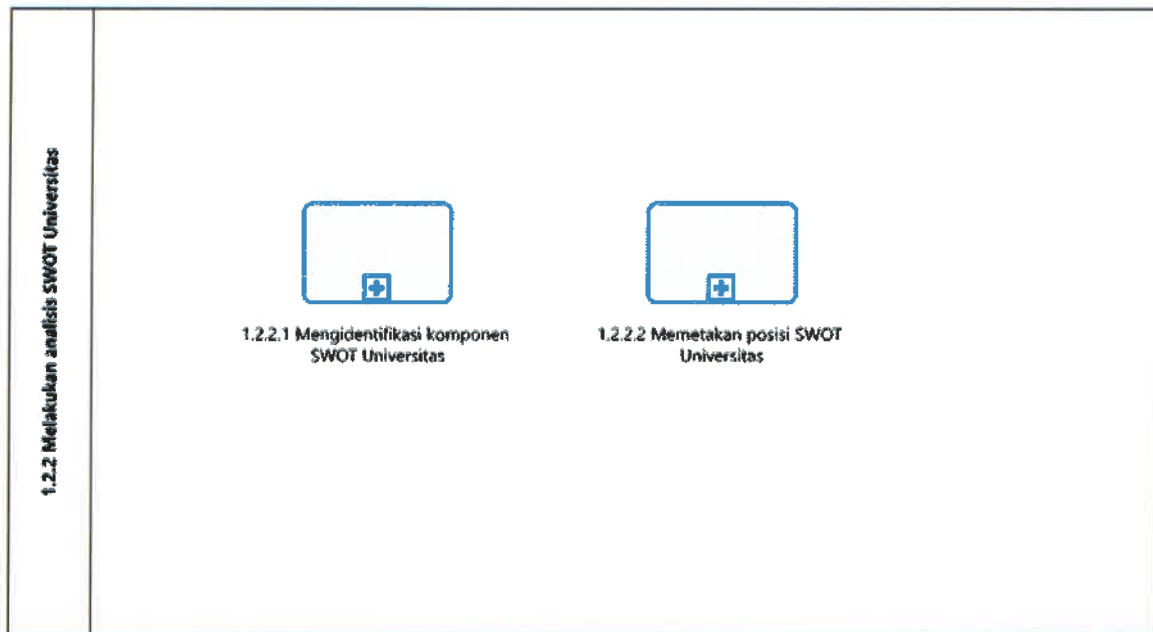 1.2.2 Melakukan analisis SWOT Universitas
1.2.2.1 Mengidentifikasi komponen
SWOT Universitas
1.2.2.2 Memetakan posisi SWOT
Universitas